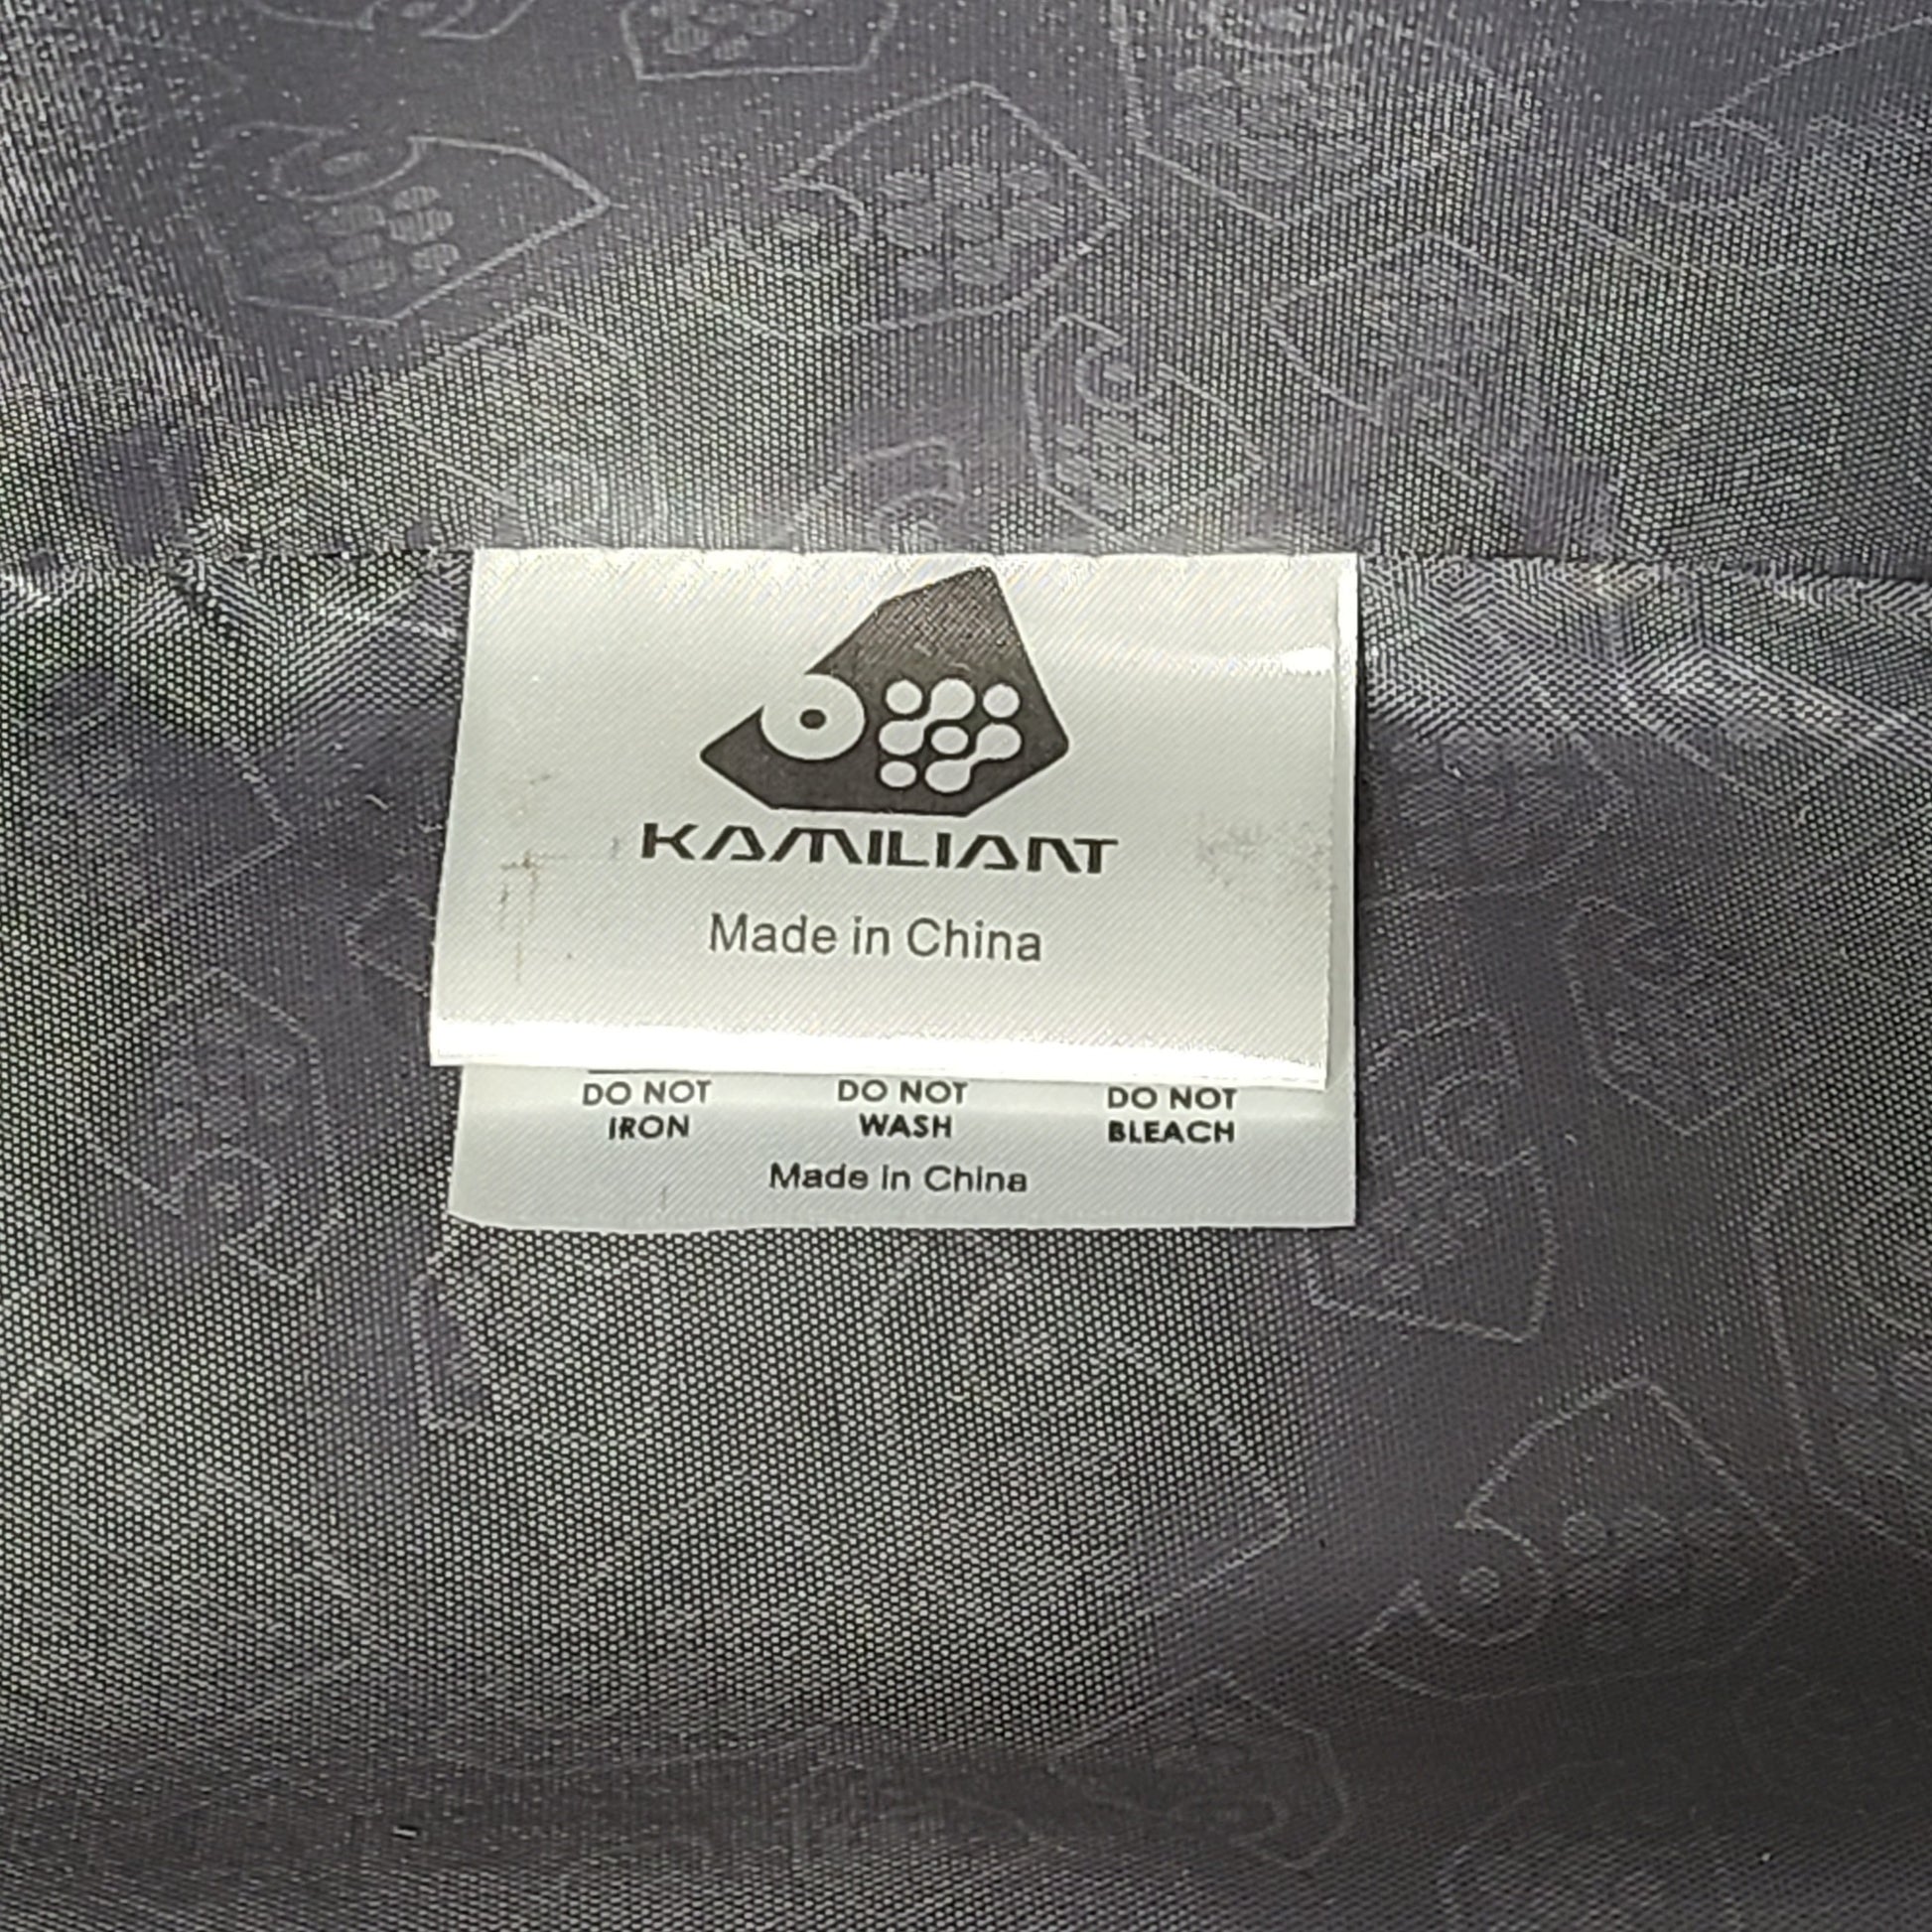 KAMILIANT
Made in China
DO NOT DO NOT DO NOT
IRON WASH BLEACH
Made in China